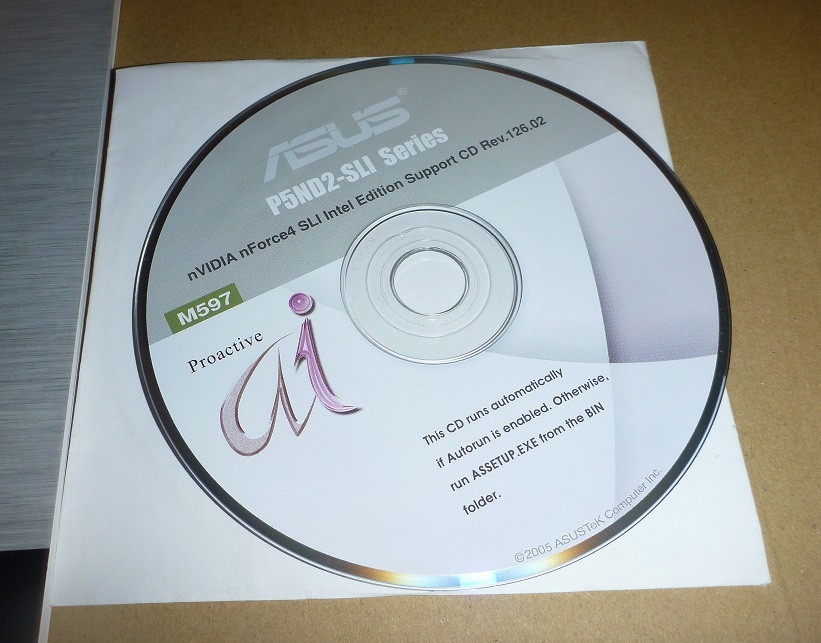 ASUS®
P5ND2-SLI Series
nVIDIA nForce4 SLI Intel Edition Support CD Rev.126.02
M597
Proactive
Ai
This CD runs automatically
if Autorun is enabled. Otherwise,
run ASSETUP.EXE from the BIN
folder.
©2005 ASUSTeK Computer Inc.